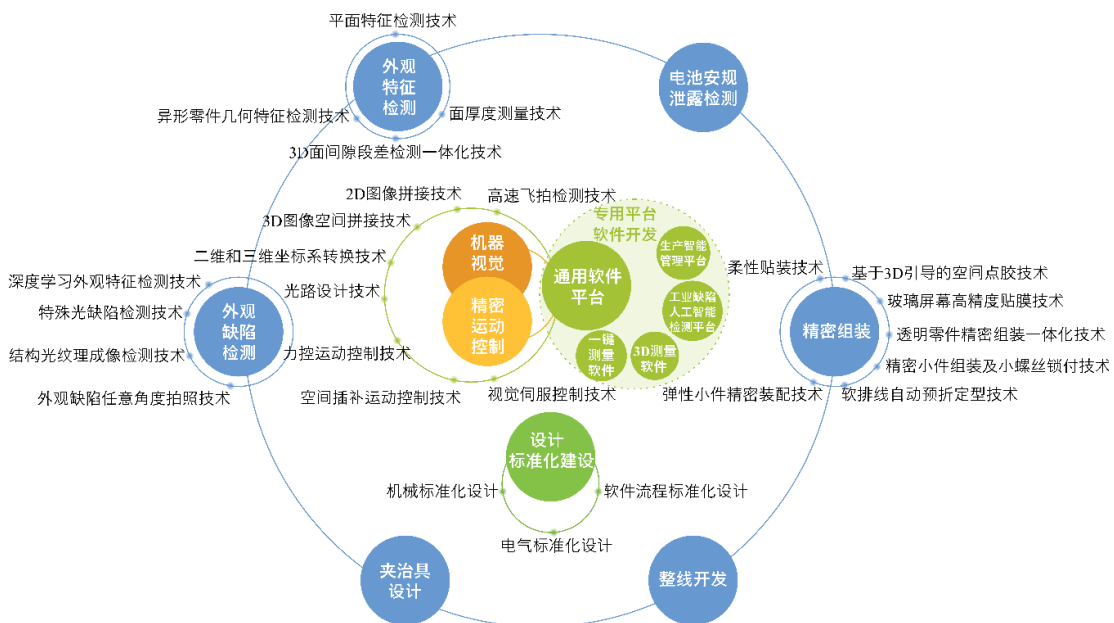 平面特征检测技术
外观
特征
检测
异形零件几何特征检测技术
面厚度测量技术
3D面间隙段差检测一体化技术
电池安规
泄露检测
2D图像拼接技术
高速飞拍检测技术
3D图像空间拼接技术
二维和三维坐标系转换技术
光路设计技术
力控运动控制技术
空间插补运动控制技术
视觉伺服控制技术
机器
视觉
精密
运动
控制
通用软件
平台
专用平台
软件开发
生产智能
管理平台
工业缺陷
人工智能
检测平台
一键
测量
软件
3D测量
软件
深度学习外观特征检测技术
特殊光缺陷检测技术
结构光纹理成像检测技术
外观缺陷任意角度拍照技术
外观
缺陷
检测
柔性贴装技术
基于3D引导的空间点胶技术
玻璃屏幕高精度贴膜技术
透明零件精密组装一体化技术
精密小件组装及小螺丝锁付技术
弹性小件精密装配技术
软排线自动预折定型技术
精密组装
设计
标准化建设
机械标准化设计
软件流程标准化设计
电气标准化设计
夹治具
设计
整线开发